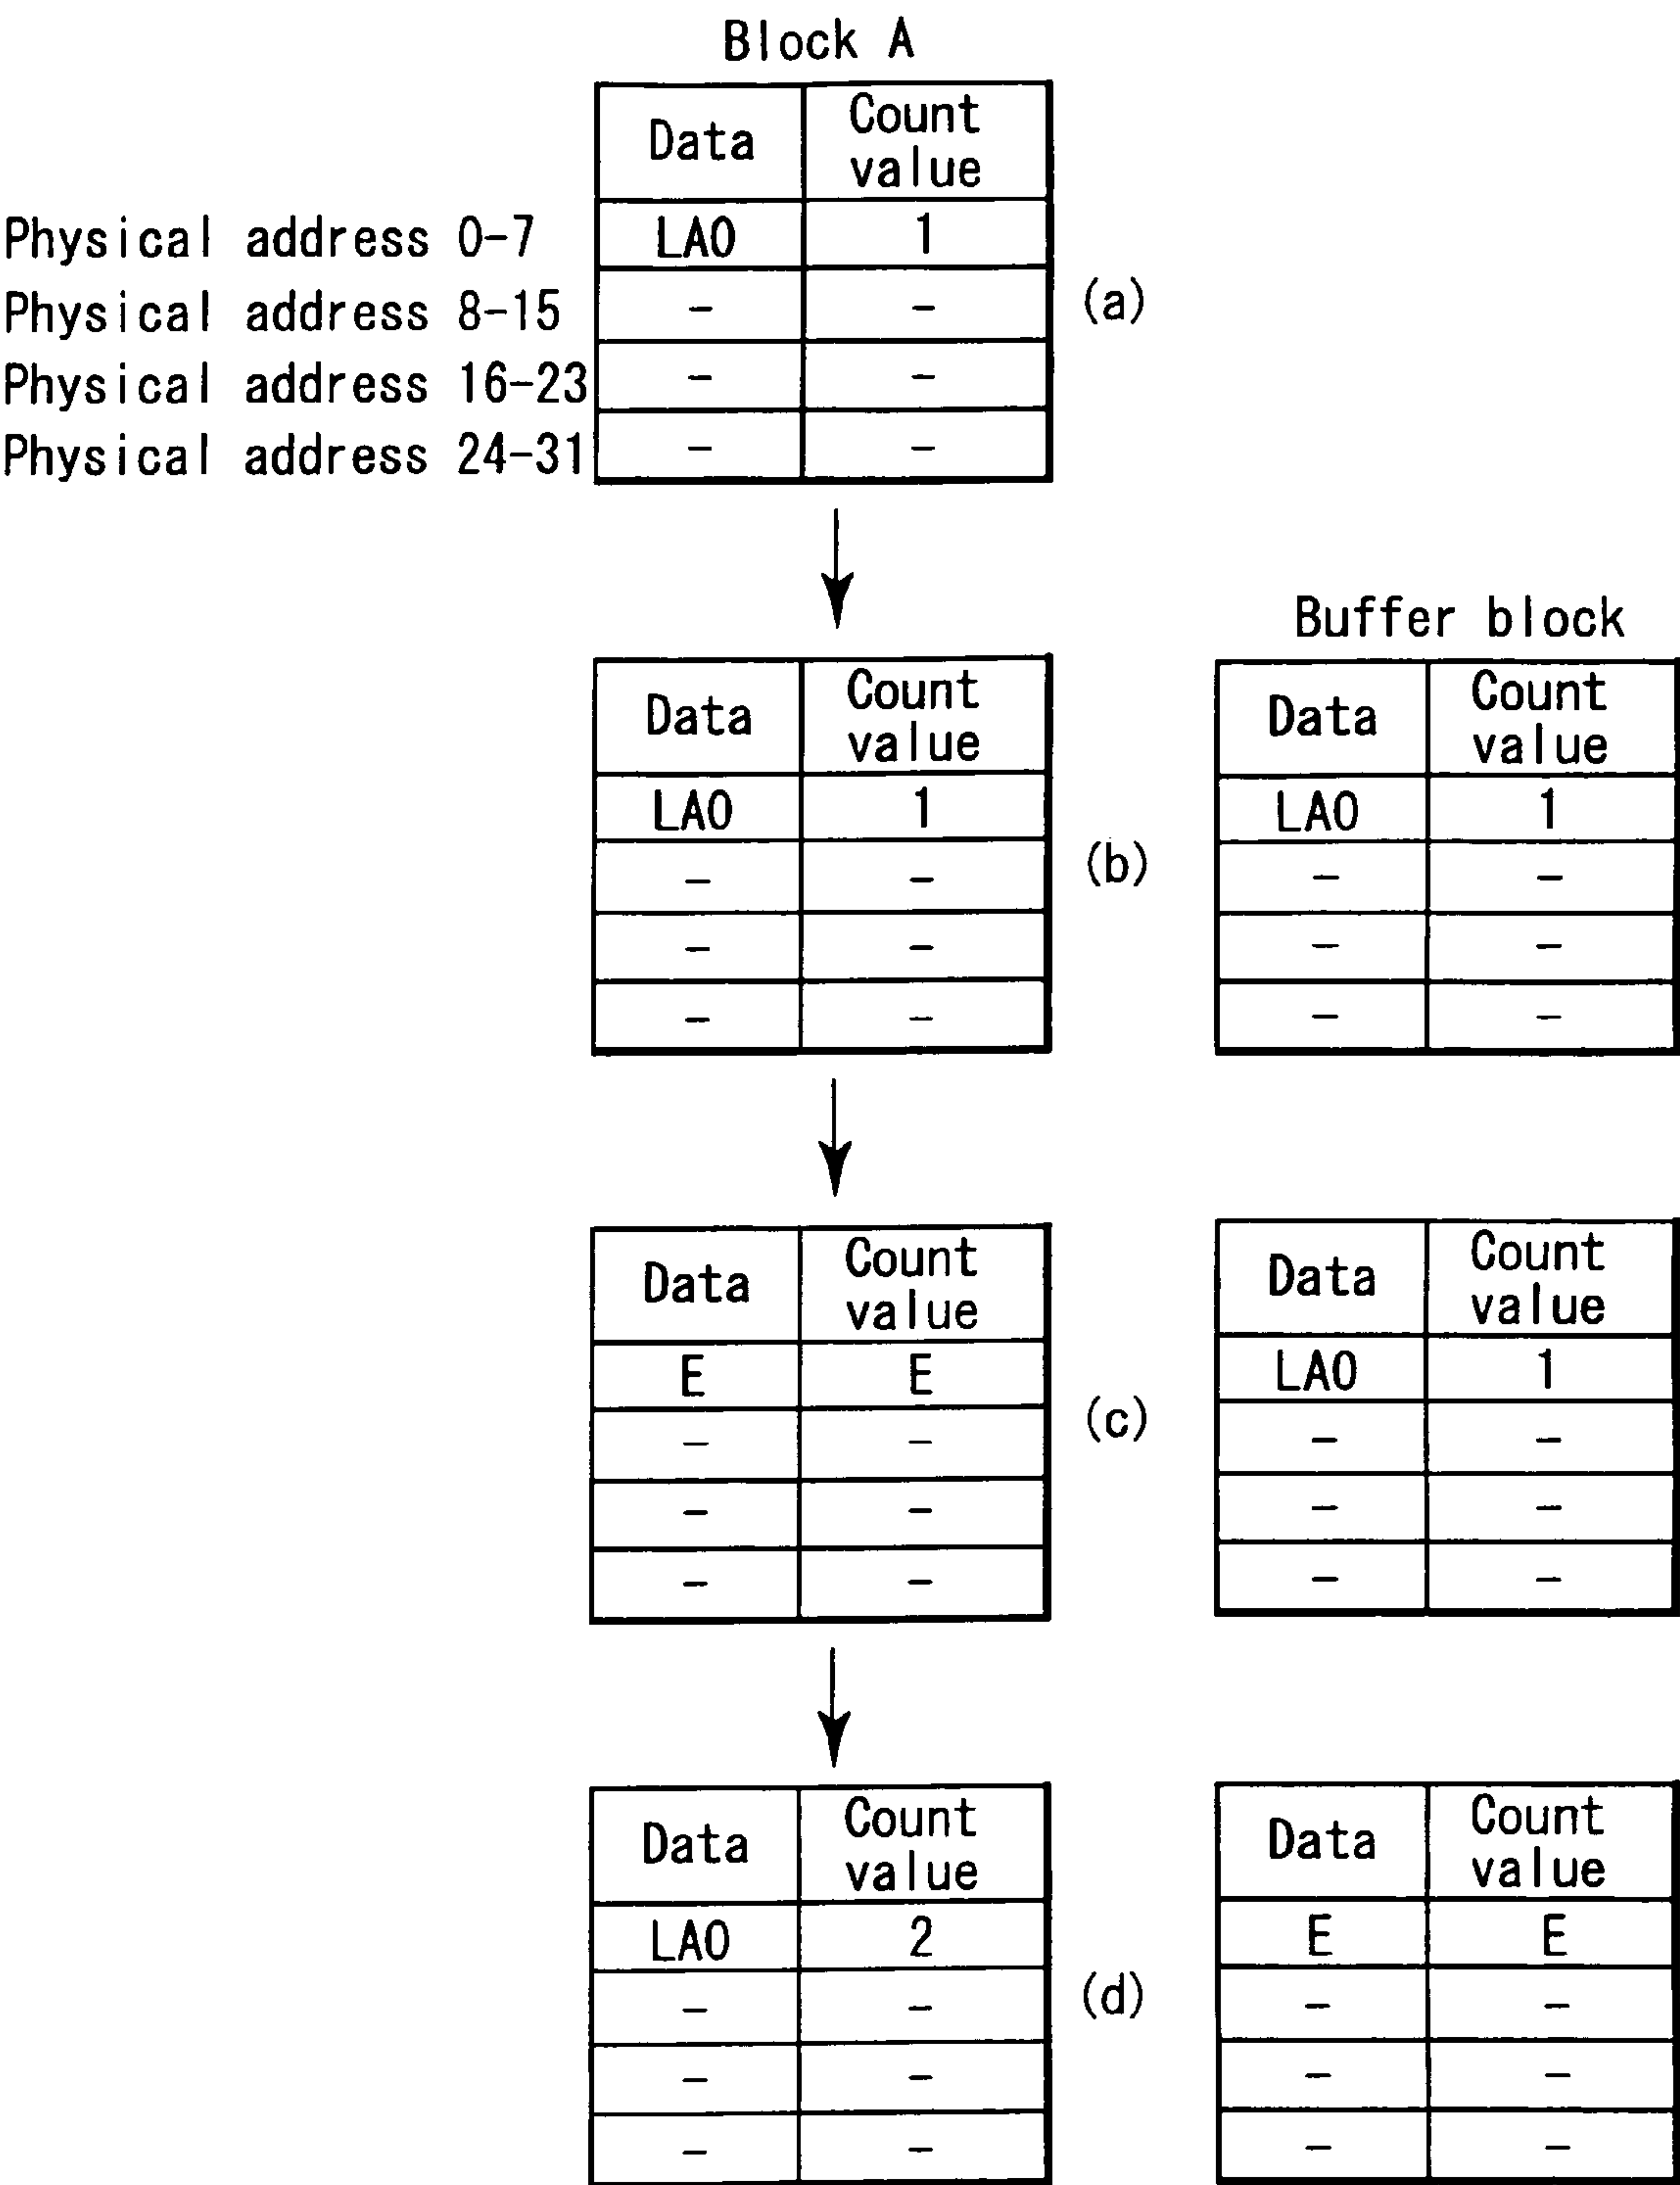 Block A
Data Count value
Physical address 0-7 LA0 1
Physical address 8-15 - -
Physical address 16-23 - -
Physical address 24-31 - -
(a)
Buffer block
Data Count value Data Count value
LA0 1 LA0 1
- - - -
- - - -
- - - -
(b)
Data Count value Data Count value
E E LA0 1
- - - -
- - - -
- - - -
(c)
Data Count value Data Count value
LA0 2 E E
- - - -
- - - -
- - - -
(d)